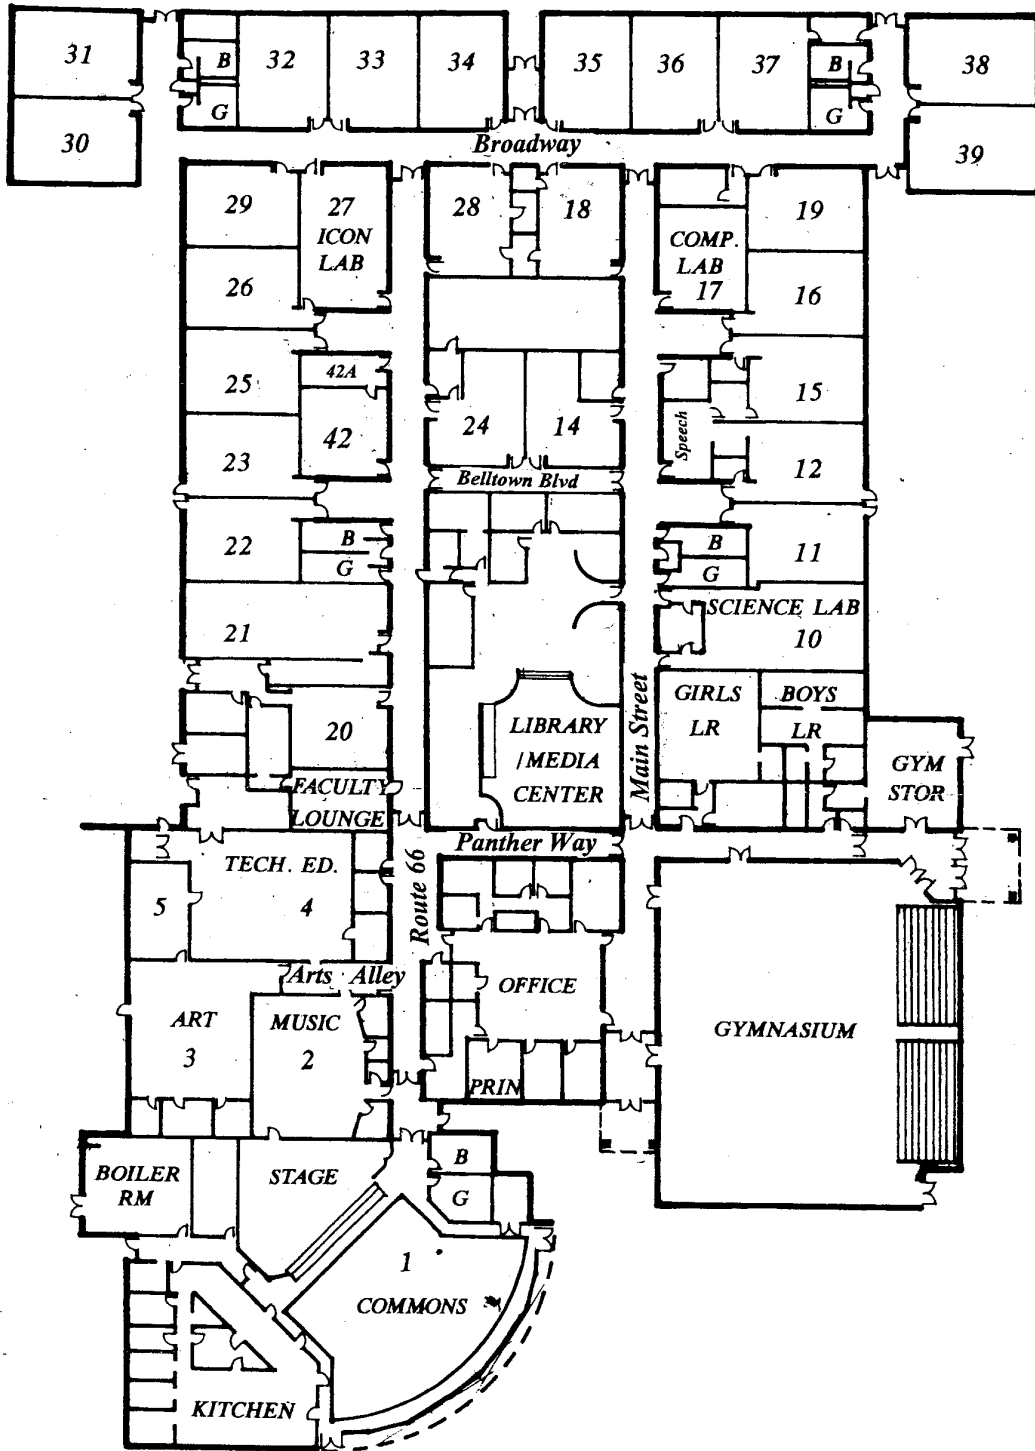 31
B
32
33
34
35
36
37
B
38
G
G
30
Broadway
39
29
27
ICON
LAB
28
18
COMP.
LAB
17
19
26
16
25
42A
42
24
14
Speech
15
23
12
Belltown Blvd
22
B
G
B
G
11
21
SCIENCE LAB
10
20
LIBRARY
/MEDIA
CENTER
Main Street
GIRLS
LR
BOYS
LR
GYM
STOR
FACULTY
LOUNGE
Panther Way
TECH. ED.
4
5
Route 66
Arts Alley
OFFICE
ART
3
MUSIC
2
GYMNASIUM
PRIN
BOILER
RM
STAGE
B
G
1
COMMONS
KITCHEN